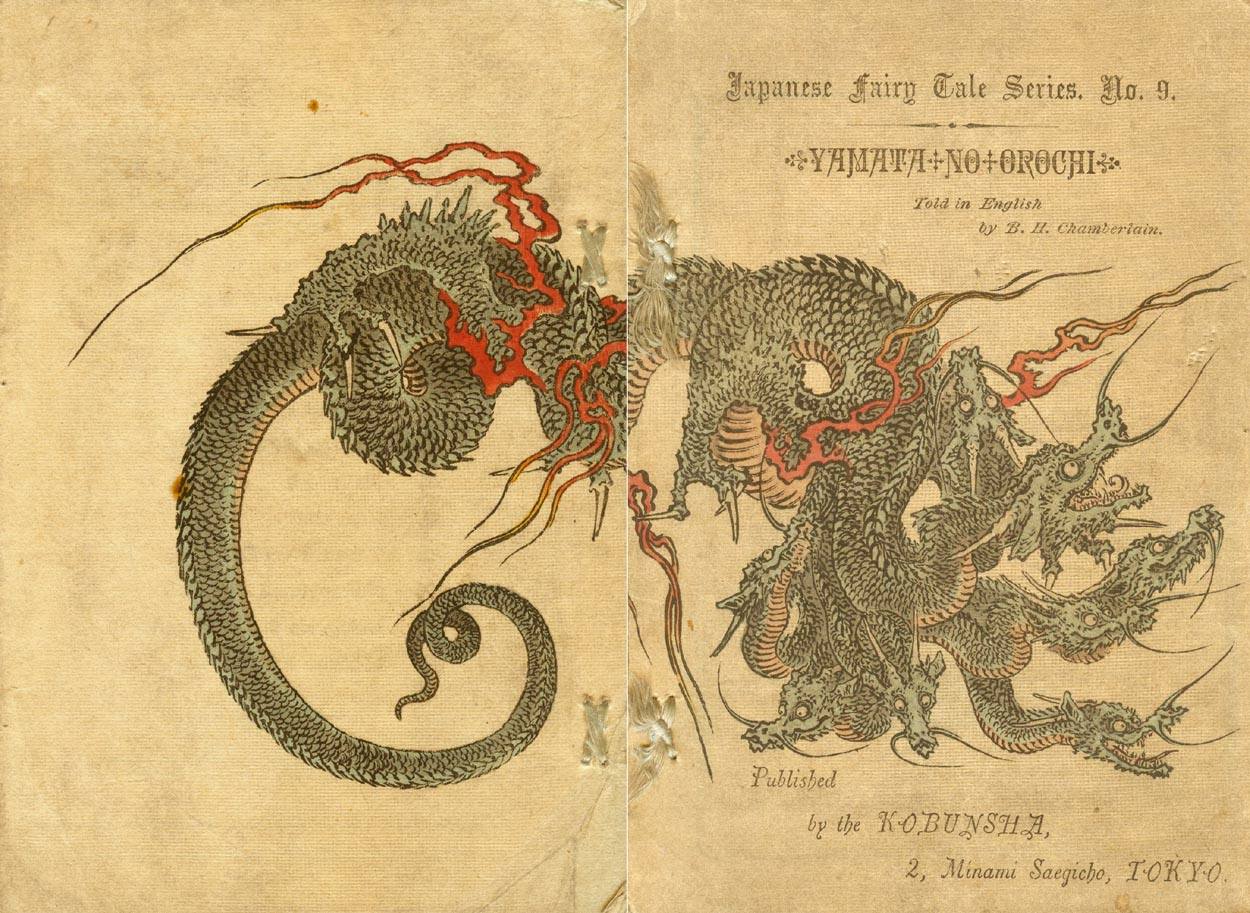 Japanese Fairy Tale Series. No. 9.
YAMATA NO OROCHI
Told in English
by B. H. Chamberlain.
Published
by the KOBUNSHA,
2, Minami Saegicho, TOKYO.